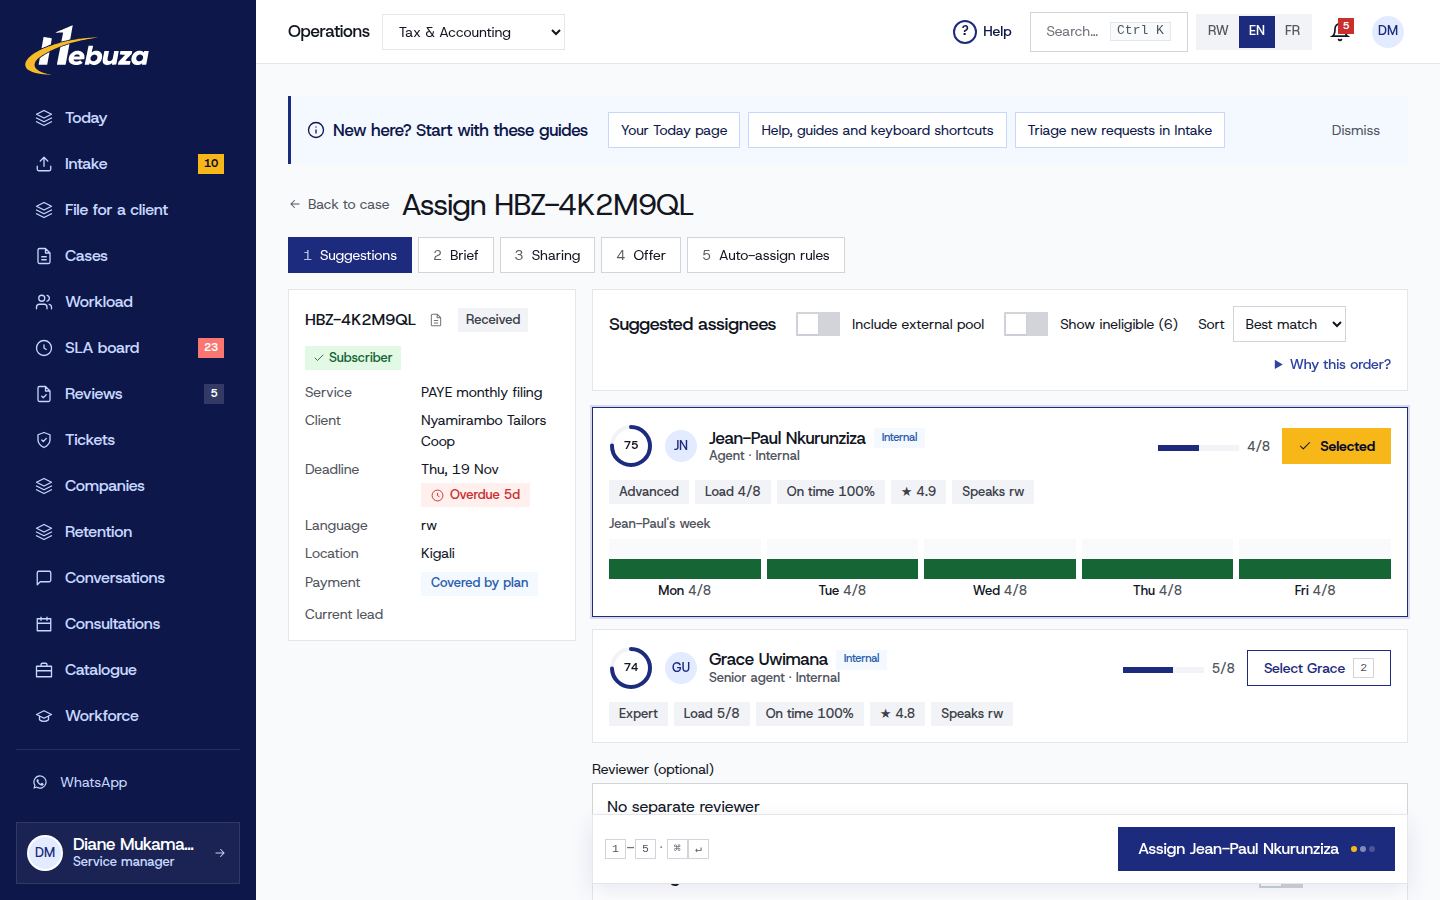 Hebuza
Operations
Tax & Accounting
? Help
Search... Ctrl K
RW EN FR
5
DM
Today
Intake 10
File for a client
Cases
Workload
SLA board 23
Reviews 5
Tickets
Companies
Retention
Conversations
Consultations
Catalogue
Workforce
WhatsApp
DM Diane Mukama...
Service manager
New here? Start with these guides
Your Today page
Help, guides and keyboard shortcuts
Triage new requests in Intake
Dismiss
← Back to case
Assign HBZ-4K2M9QL
1 Suggestions
2 Brief
3 Sharing
4 Offer
5 Auto-assign rules
HBZ-4K2M9QL Received
✓ Subscriber
Service PAYE monthly filing
Client Nyamirambo Tailors
Coop
Deadline Thu, 19 Nov
Overdue 5d
Language rw
Location Kigali
Payment Covered by plan
Current lead
Suggested assignees
Include external pool
Show ineligible (6)
Sort Best match
▶ Why this order?
75 JN Jean-Paul Nkurunziza Internal
Agent · Internal
4/8
✓ Selected
Advanced Load 4/8 On time 100% ★ 4.9 Speaks rw
Jean-Paul's week
Mon 4/8 Tue 4/8 Wed 4/8 Thu 4/8 Fri 4/8
74 GU Grace Uwimana Internal
Senior agent · Internal
5/8
Select Grace 2
Expert Load 5/8 On time 100% ★ 4.8 Speaks rw
Reviewer (optional)
No separate reviewer
1–5 · ⌘ ↵
Assign Jean-Paul Nkurunziza